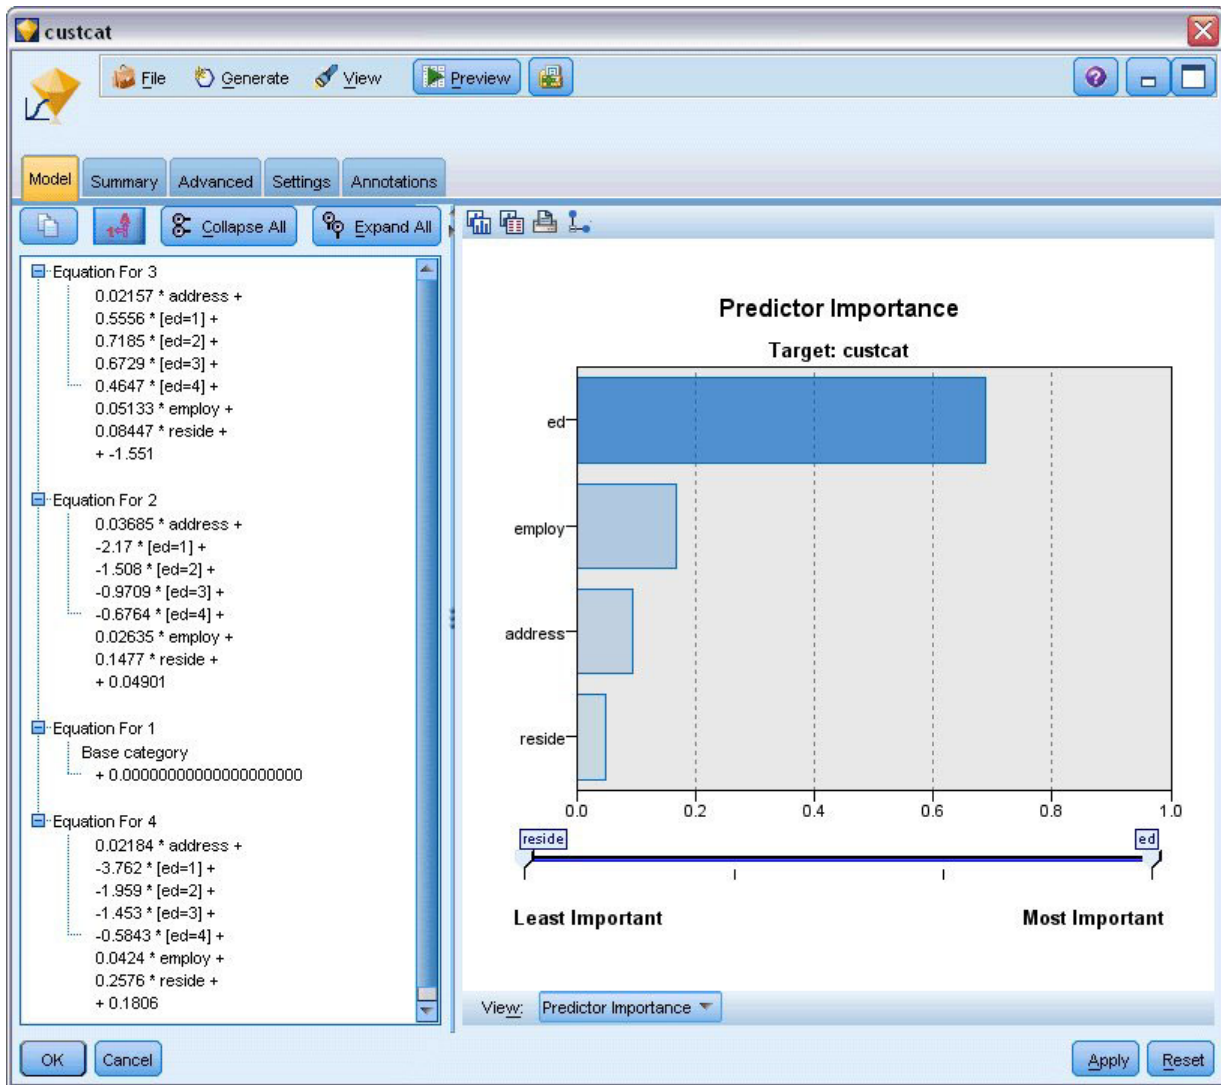 custcat
File Generate View Preview
Model Summary Advanced Settings Annotations
Collapse All Expand All
Equation For 3
0.02157 * address +
0.5556 * [ed=1] +
0.7185 * [ed=2] +
0.6729 * [ed=3] +
0.4647 * [ed=4] +
0.05133 * employ +
0.08447 * reside +
+ -1.551
Equation For 2
0.03685 * address +
-2.17 * [ed=1] +
-1.508 * [ed=2] +
-0.9709 * [ed=3] +
-0.6764 * [ed=4] +
0.02635 * employ +
0.1477 * reside +
+ 0.04901
Equation For 1
Base category
+ 0.00000000000000000000
Equation For 4
0.02184 * address +
-3.762 * [ed=1] +
-1.959 * [ed=2] +
-1.453 * [ed=3] +
-0.5843 * [ed=4] +
0.0424 * employ +
0.2576 * reside +
+ 0.1806
Predictor Importance
Target: custcat
ed
employ
address
reside
0.0 0.2 0.4 0.6 0.8 1.0
reside ed
Least Important Most Important
View: Predictor Importance
OK Cancel Apply Reset